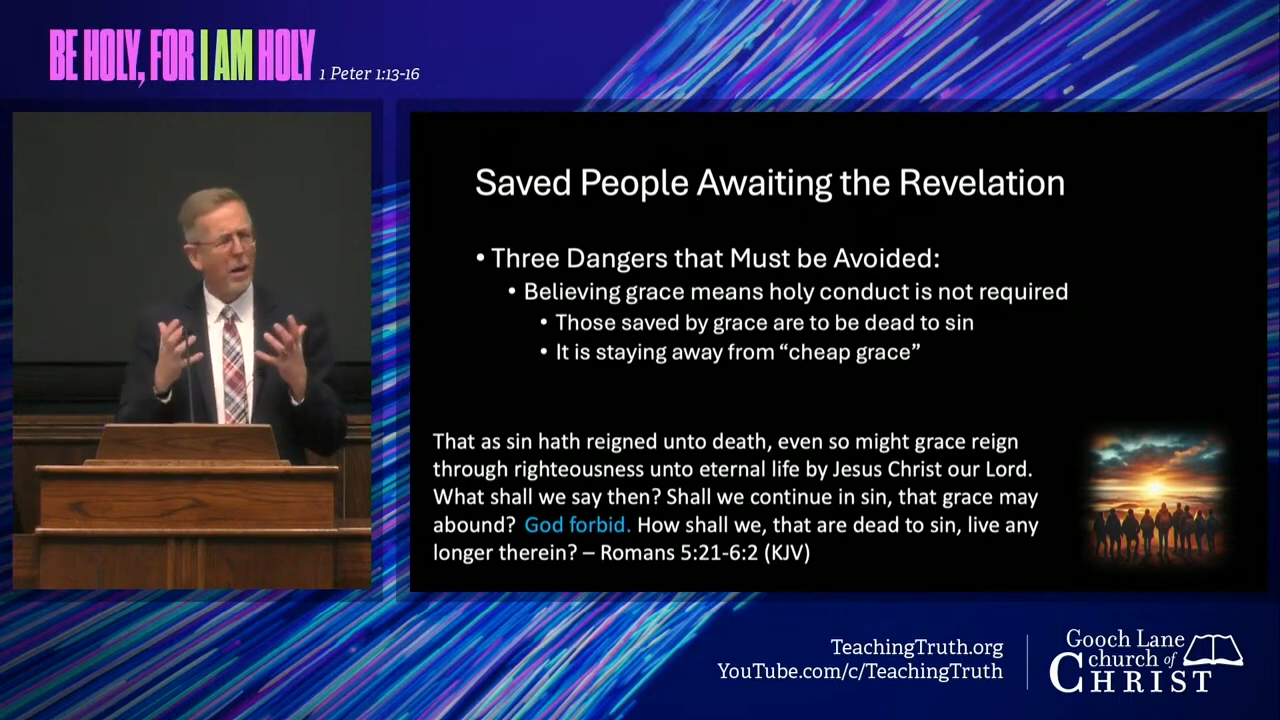 BE HOLY, FOR I AM HOLY 1 Peter 1:13-16
Saved People Awaiting the Revelation
• Three Dangers that Must be Avoided:
• Believing grace means holy conduct is not required
• Those saved by grace are to be dead to sin
• It is staying away from “cheap grace”
That as sin hath reigned unto death, even so might grace reign
through righteousness unto eternal life by Jesus Christ our Lord.
What shall we say then? Shall we continue in sin, that grace may
abound? God forbid. How shall we, that are dead to sin, live any
longer therein? – Romans 5:21-6:2 (KJV)
TeachingTruth.org
YouTube.com/c/TeachingTruth
Gooch Lane
church of
CHRIST